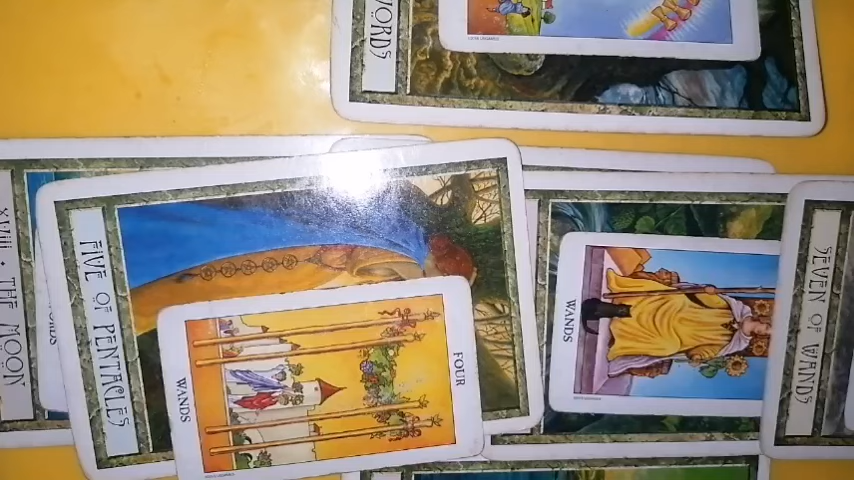 WORDS
XVIII • THE MOON
FIVE OF PENTACLES
WANDS
FOUR
WANDS
SEVEN OF WANDS